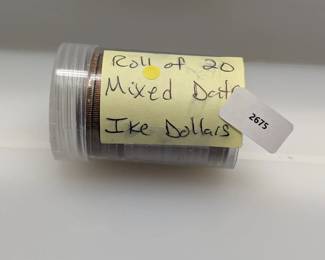 Roll of 20
Mixed Date
Ike Dollars
2675